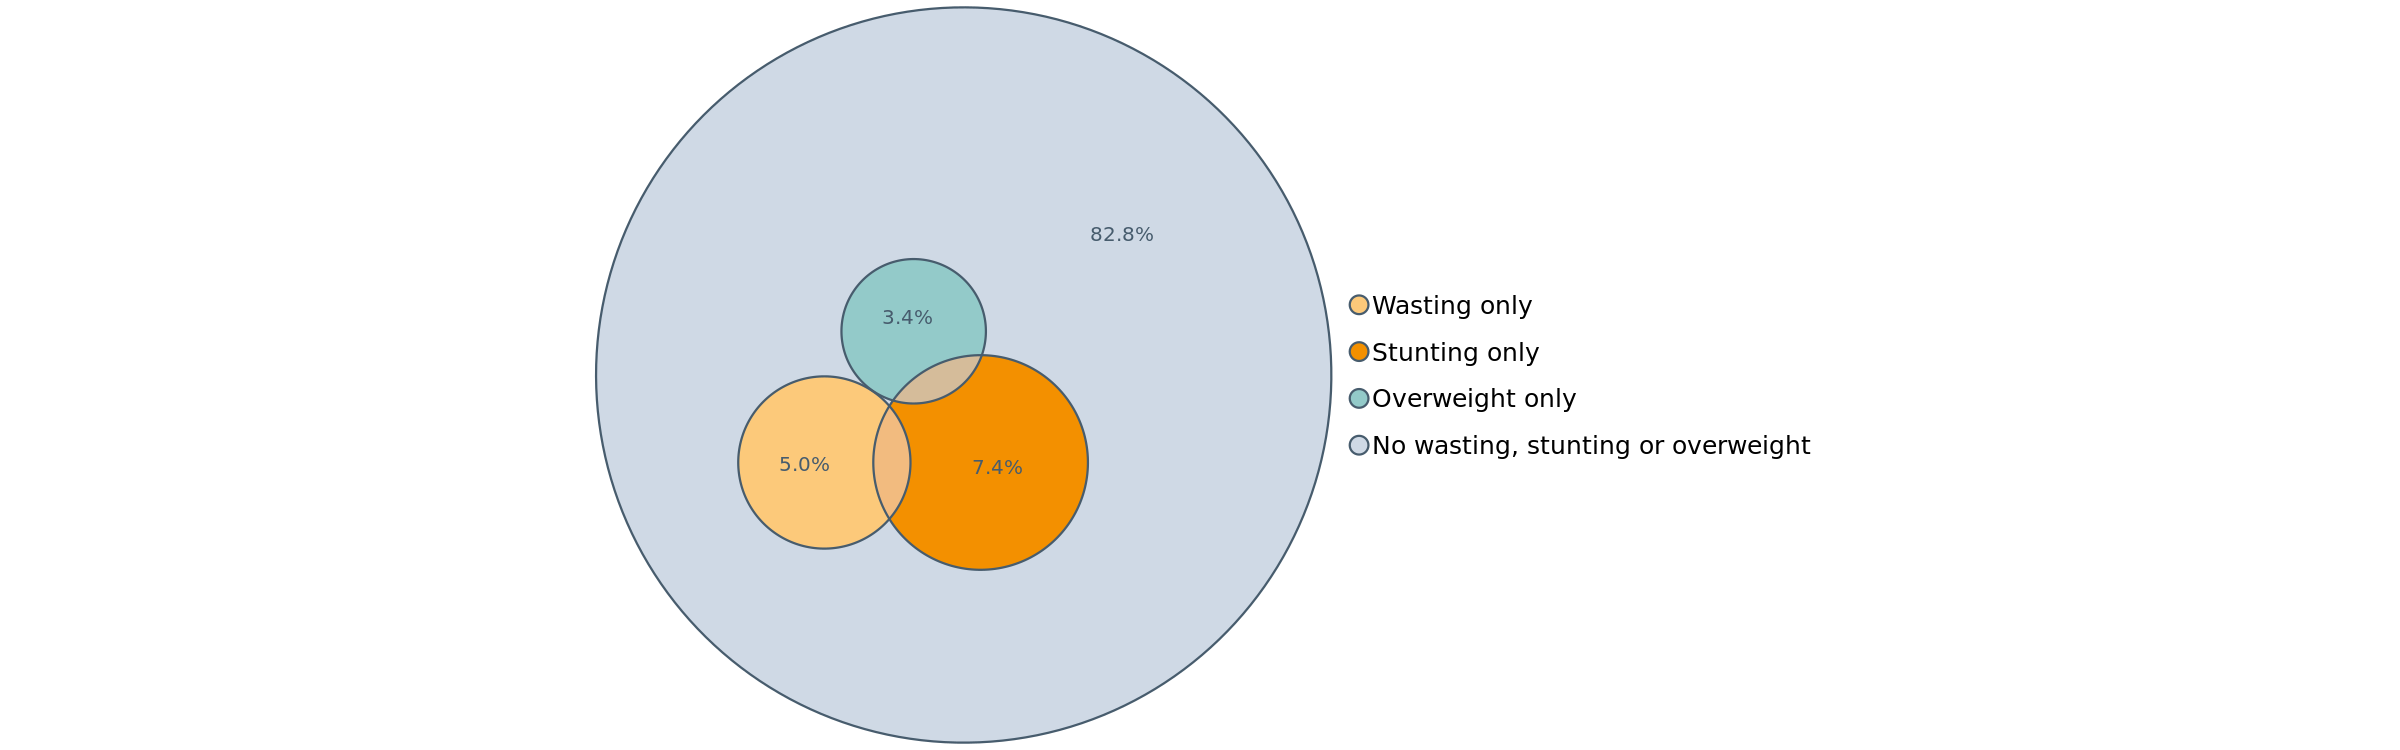 82.8%
3.4%
5.0%
7.4%
Wasting only
Stunting only
Overweight only
No wasting, stunting or overweight